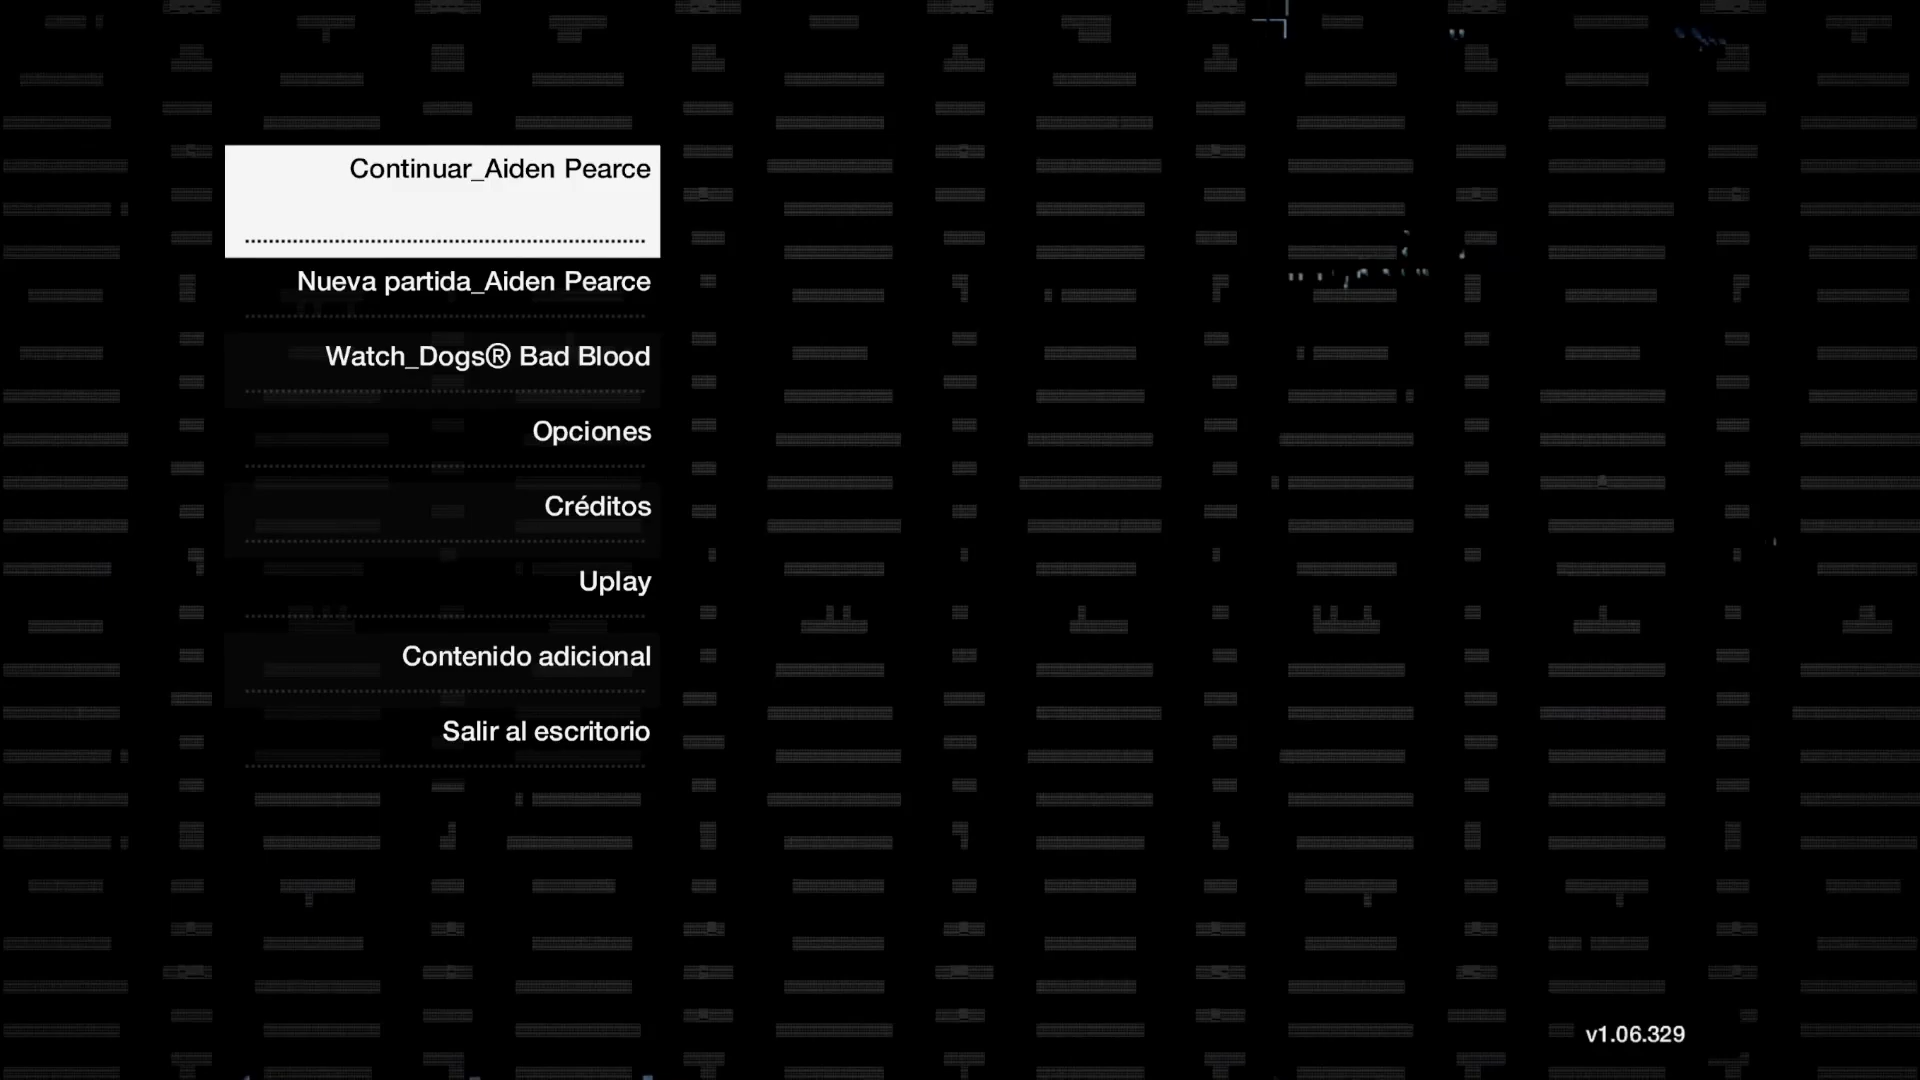 Continuar_Aiden Pearce
Nueva partida_Aiden Pearce
Watch_Dogs® Bad Blood
Opciones
Créditos
Uplay
Contenido adicional
Salir al escritorio
v1.06.329